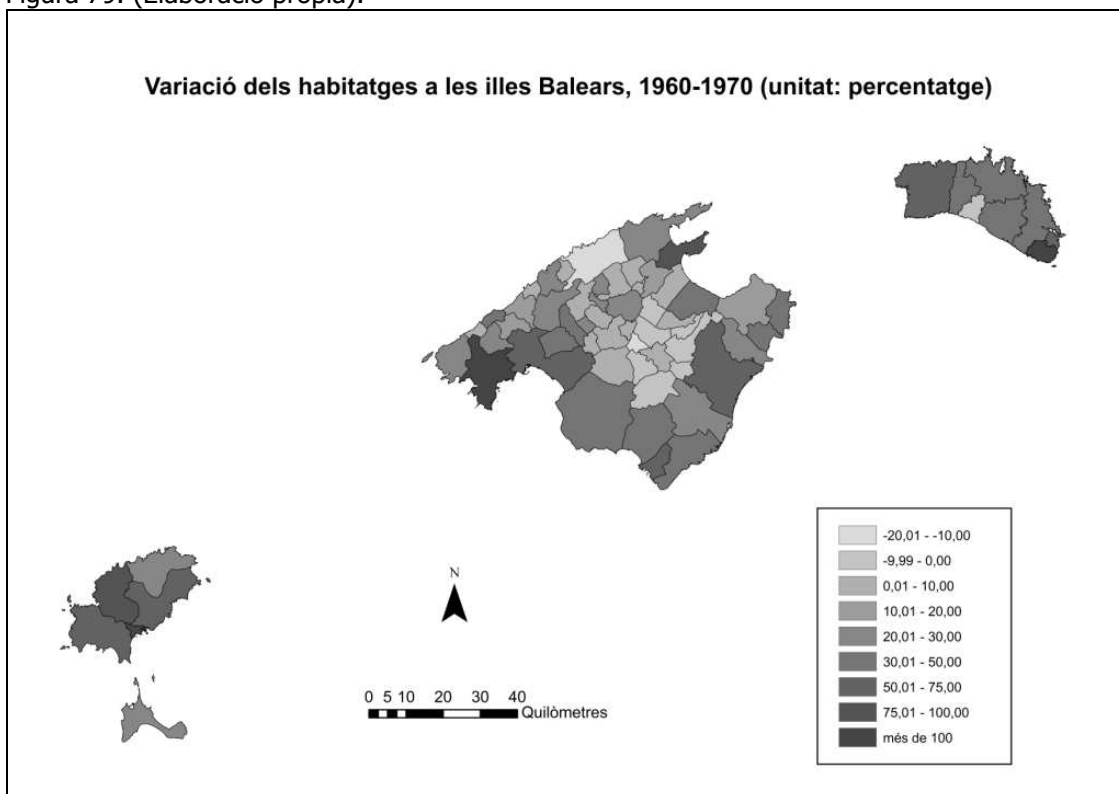 Figura 79. (Elaboració pròpia).
Variació dels habitatges a les illes Balears, 1960-1970 (unitat: percentatge)
N
0 5 10 20 30 40
Quilòmetres
-20,01 - -10,00
-9,99 - 0,00
0,01 - 10,00
10,01 - 20,00
20,01 - 30,00
30,01 - 50,00
50,01 - 75,00
75,01 - 100,00
més de 100